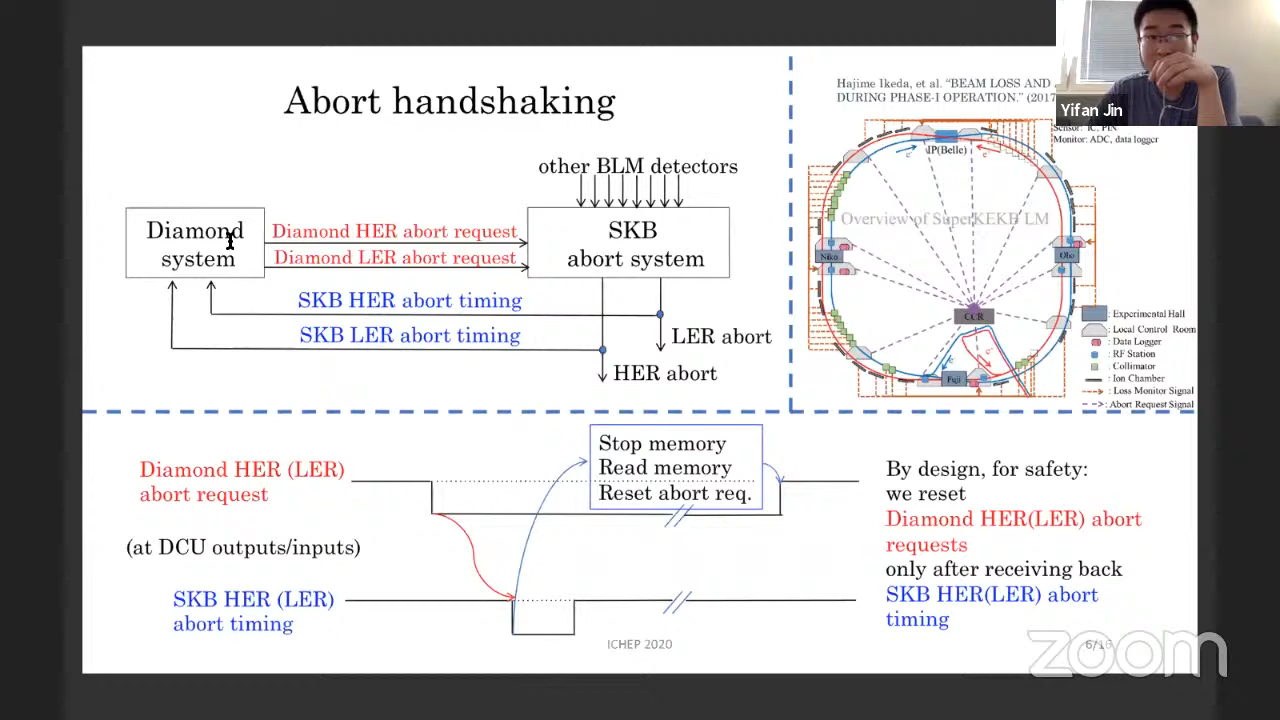 Abort handshaking
other BLM detectors
Diamond
system
Diamond HER abort request
Diamond LER abort request
SKB
abort system
SKB HER abort timing
SKB LER abort timing
LER abort
HER abort
Hajime Ikeda, et al. “BEAM LOSS AND
DURING PHASE-I OPERATION.” (2017
Yifan Jin
Sensor: IC, PIN
Monitor: ADC, data logger
IP(Belle)
e-
e+
Overview of SuperKEKB LM
Oho
CCR
Fuji
: Experimental Hall
: Local Control Room
: Data Logger
: RF Station
: Collimator
: Ion Chamber
: Loss Monitor Signal
: Abort Request Signal
Diamond HER (LER)
abort request
Stop memory
Read memory
Reset abort req.
(at DCU outputs/inputs)
SKB HER (LER)
abort timing
By design, for safety:
we reset
Diamond HER(LER) abort
requests
only after receiving back
SKB HER(LER) abort
timing
ICHEP 2020
zoom